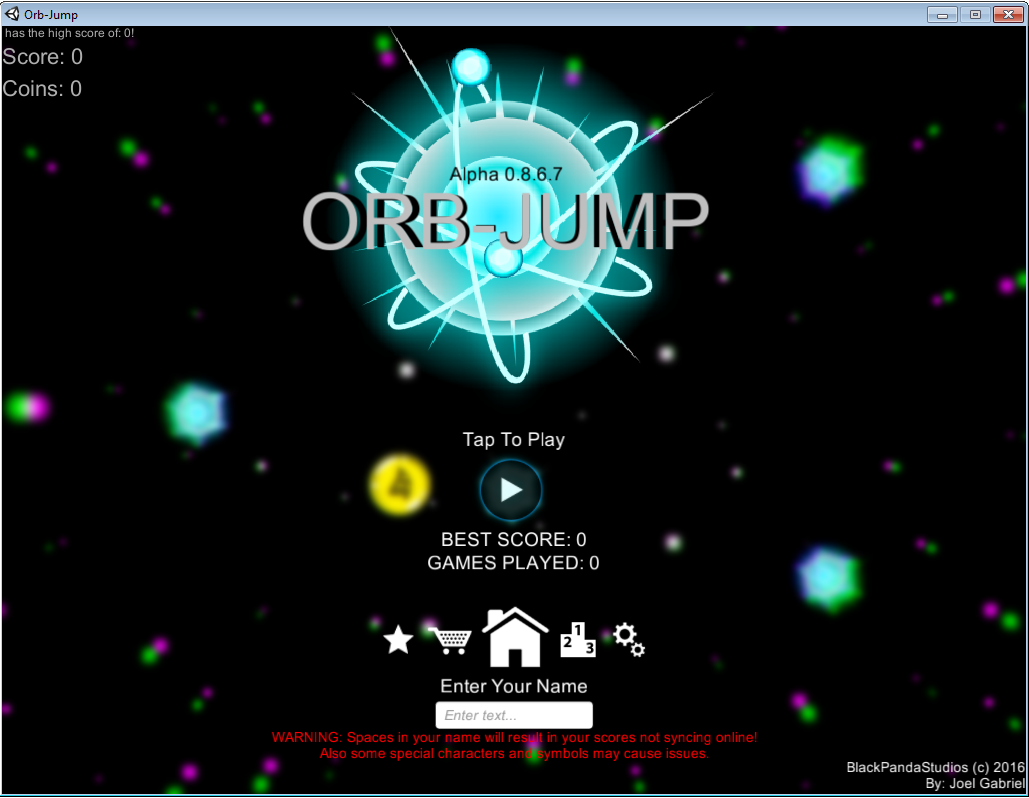 Orb-Jump
has the high score of: 0!
Score: 0
Coins: 0
Alpha 0.8.6.7
ORB-JUMP
Tap To Play
BEST SCORE: 0
GAMES PLAYED: 0
2 1 3
Enter Your Name
Enter text...
WARNING: Spaces in your name will result in your scores not syncing online!
Also some special characters and symbols may cause issues.
BlackPandaStudios (c) 2016
By: Joel Gabriel